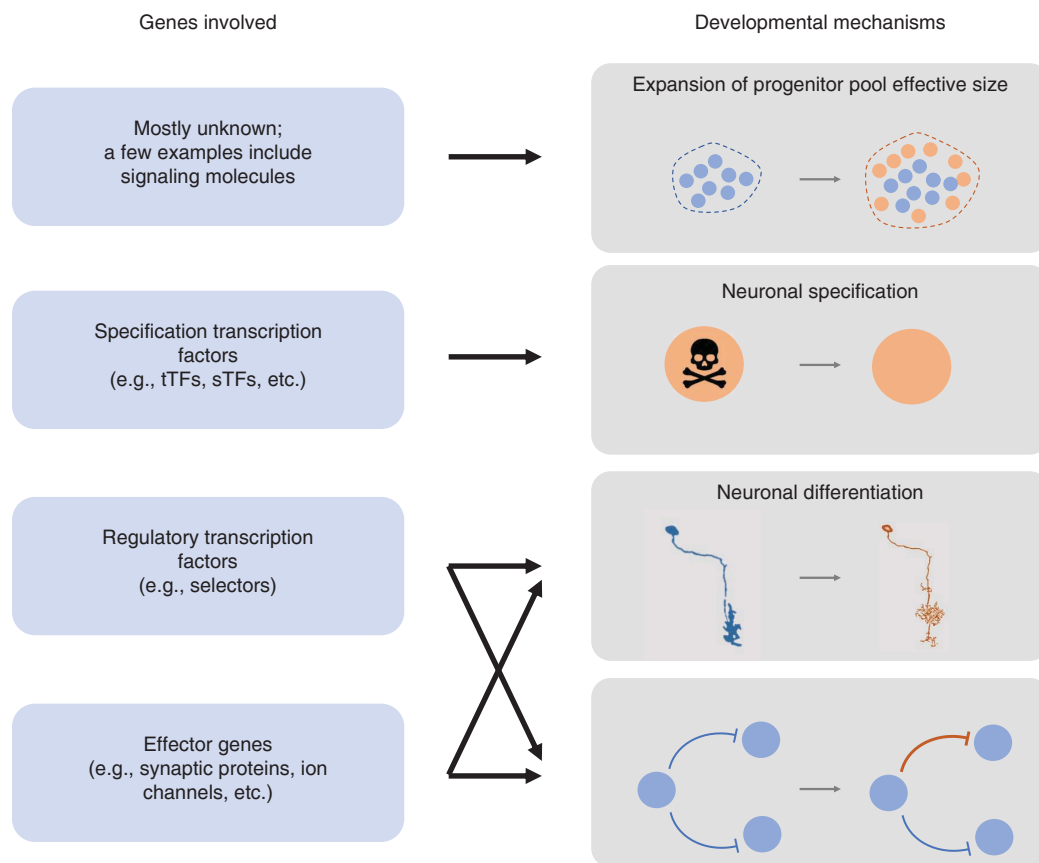 Genes involved
Developmental mechanisms
Mostly unknown;
a few examples include
signaling molecules
Expansion of progenitor pool effective size
Specification transcription
factors
(e.g., tTFs, sTFs, etc.)
Neuronal specification
Regulatory transcription
factors
(e.g., selectors)
Neuronal differentiation
Effector genes
(e.g., synaptic proteins, ion
channels, etc.)